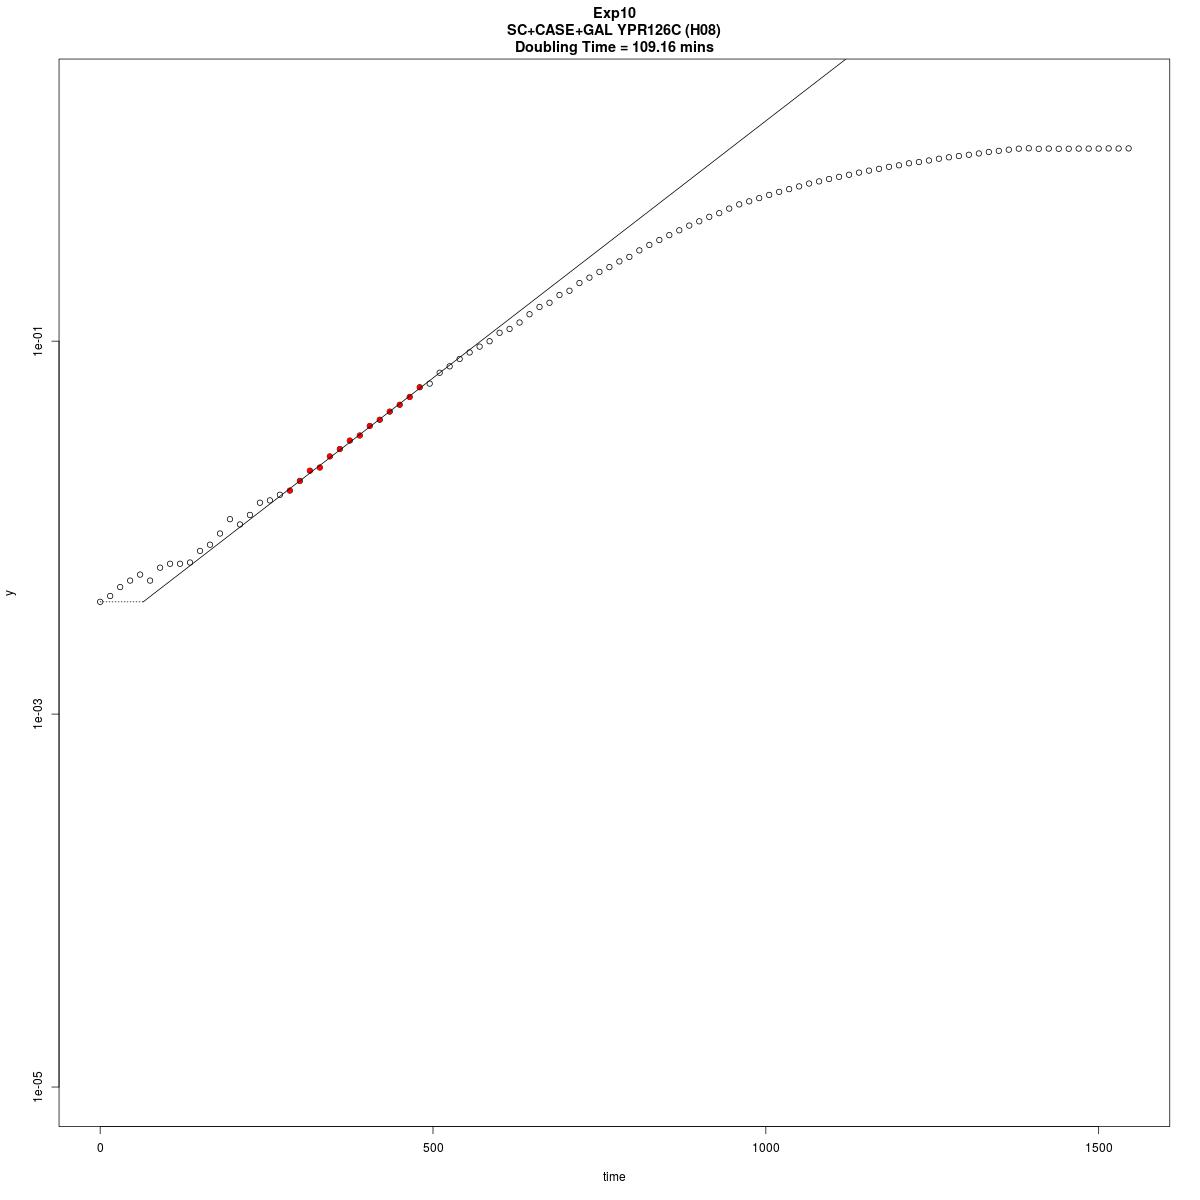 Exp10
SC+CASE+GAL YPR126C (H08)
Doubling Time = 109.16 mins
1e-01
1e-03
1e-05
y
0 500 1000 1500
time